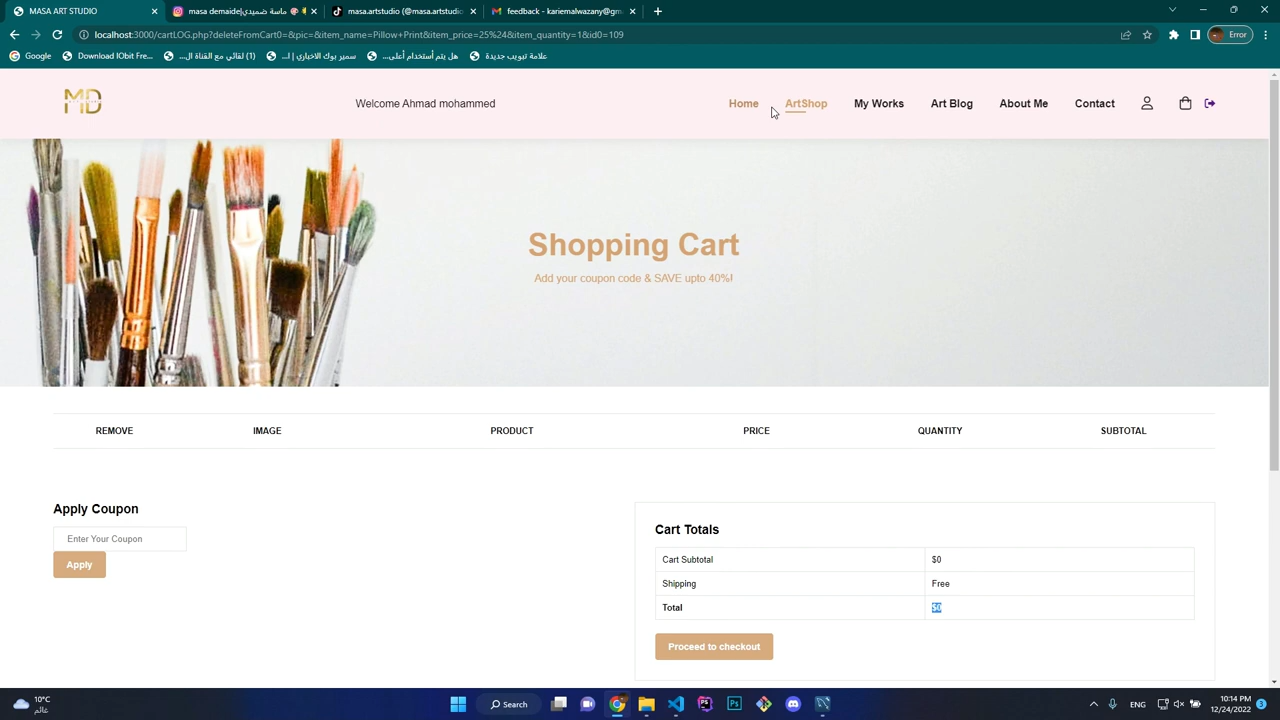 MASA ART STUDIO
masa demaide| ماسة ضميدي
masa.artstudio (@masa.artstudio
feedback - kariemalwazany@gm
localhost:3000/cartLOG.php?deleteFromCart0=&pic=&item_name=Pillow+Print&item_price=25%24&item_quantity=1&id0=109
Error
Google
Download IObit Fre...
(1) لقائي مع القناة ال...
سمير بوك الاخباري | ا...
هل يتم أستخدام أعلى...
علامة تبويب جديدة
MD
Welcome Ahmad mohammed
Home
ArtShop
My Works
Art Blog
About Me
Contact
Shopping Cart
Add your coupon code & SAVE upto 40%!
REMOVE IMAGE PRODUCT PRICE QUANTITY SUBTOTAL
Apply Coupon
Enter Your Coupon
Apply
Cart Totals
Cart Subtotal $0
Shipping Free
Total $0
Proceed to checkout
10°C
غائم
Search
ENG
10:14 PM
12/24/2022
3